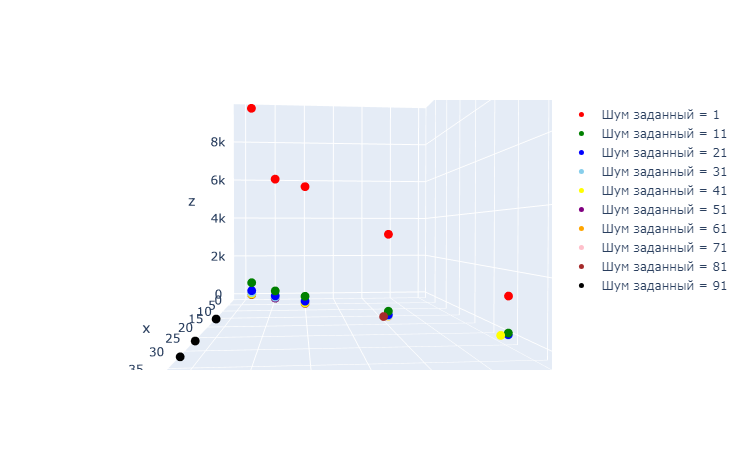 8k
6k
4k
2k
0
z
0
5
10
15
20
25
30
35
x
Шум заданный = 1
Шум заданный = 11
Шум заданный = 21
Шум заданный = 31
Шум заданный = 41
Шум заданный = 51
Шум заданный = 61
Шум заданный = 71
Шум заданный = 81
Шум заданный = 91